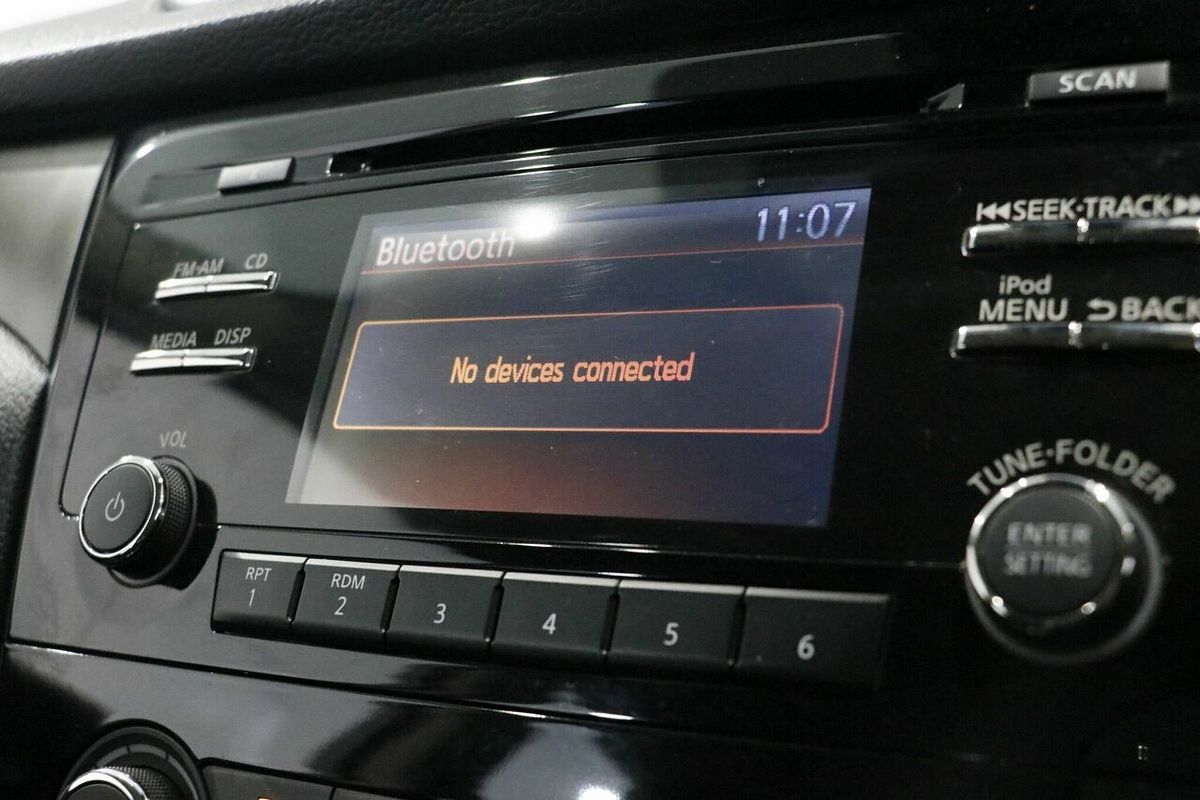 SCAN
Bluetooth 11:07
No devices connected
FM·AM CD
MEDIA DISP
VOL
SEEK·TRACK
iPod
MENU BACK
TUNE·FOLDER
ENTER
SETTING
RPT
1
RDM
2
3
4
5
6